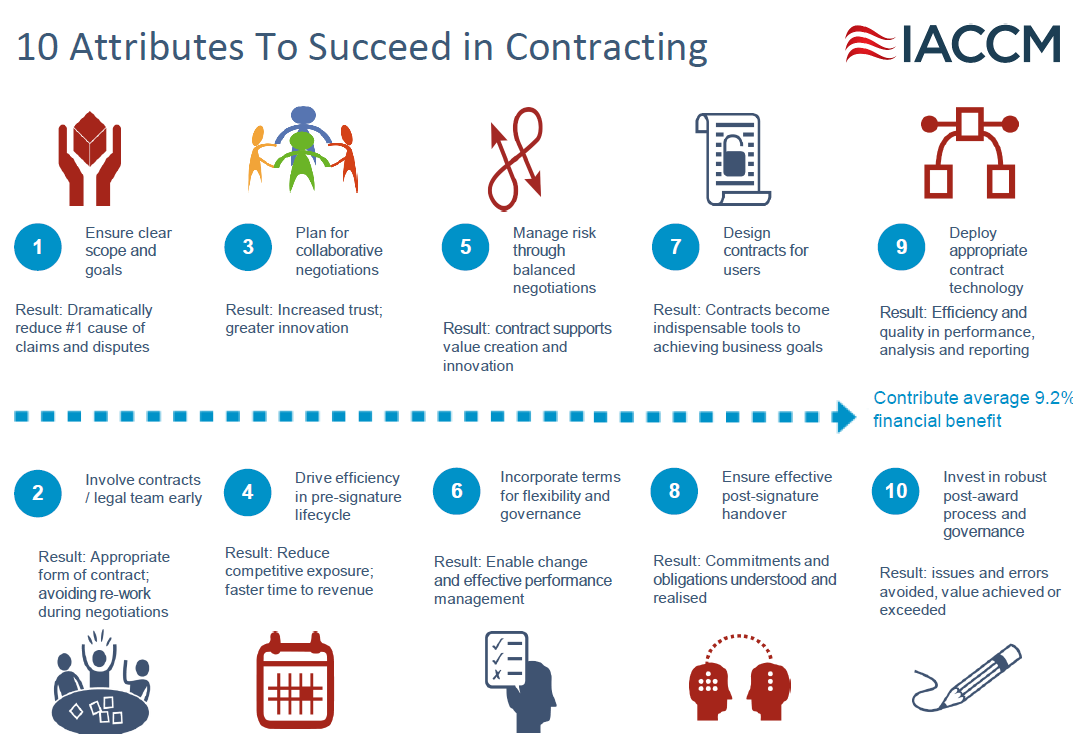 10 Attributes To Succeed in Contracting
IACCM
1
Ensure clear
scope and
goals
Result: Dramatically
reduce #1 cause of
claims and disputes
3
Plan for
collaborative
negotiations
Result: Increased trust;
greater innovation
5
Manage risk
through
balanced
negotiations
Result: contract supports
value creation and
innovation
7
Design
contracts for
users
Result: Contracts become
indispensable tools to
achieving business goals
9
Deploy
appropriate
contract
technology
Result: Efficiency and
quality in performance,
analysis and reporting
Contribute average 9.2%
financial benefit
2
Involve contracts
/ legal team early
Result: Appropriate
form of contract;
avoiding re-work
during negotiations
4
Drive efficiency
in pre-signature
lifecycle
Result: Reduce
competitive exposure;
faster time to revenue
6
Incorporate terms
for flexibility and
governance
Result: Enable change
and effective performance
management
8
Ensure effective
post-signature
handover
Result: Commitments and
obligations understood and
realised
10
Invest in robust
post-award
process and
governance
Result: issues and errors
avoided, value achieved or
exceeded